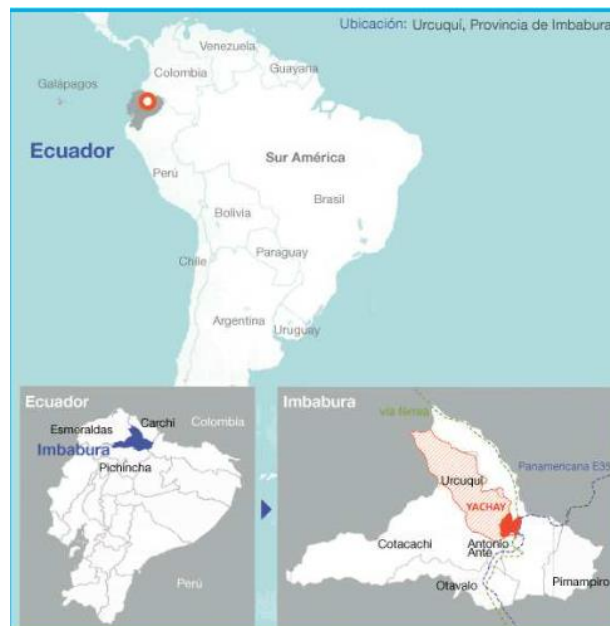 Ubicación: Urcuquí, Provincia de Imbabura
Venezuela
Guayana
Colombia
Galápagos
Ecuador
Sur América
Perú
Brasil
Bolivia
Paraguay
Chile
Argentina
Uruguay
Ecuador
Esmeraldas
Carchi
Colombia
Imbabura
Pichincha
Perú
Imbabura
vía férrea
Panamericana E35
Urcuquí
YACHAY
Cotacachi
Antonio
Ante
Otavalo
Pimampiro